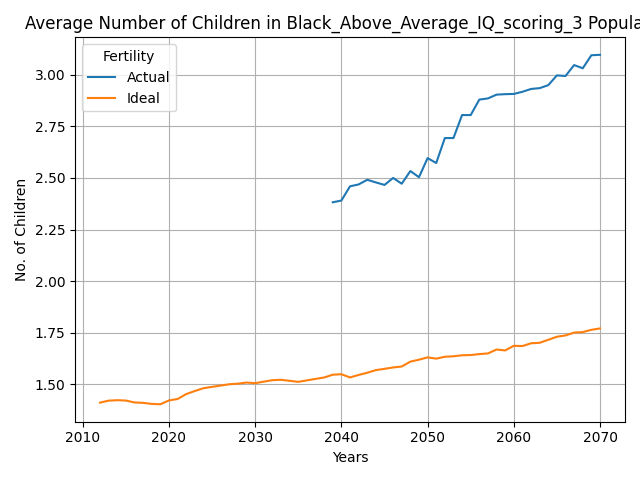 Average Number of Children in Black_Above_Average_IQ_scoring_3 Popula
Fertility
Actual
Ideal
3.00
2.75
2.50
2.25
2.00
1.75
1.50
No. of Children
2010 2020 2030 2040 2050 2060 2070
Years